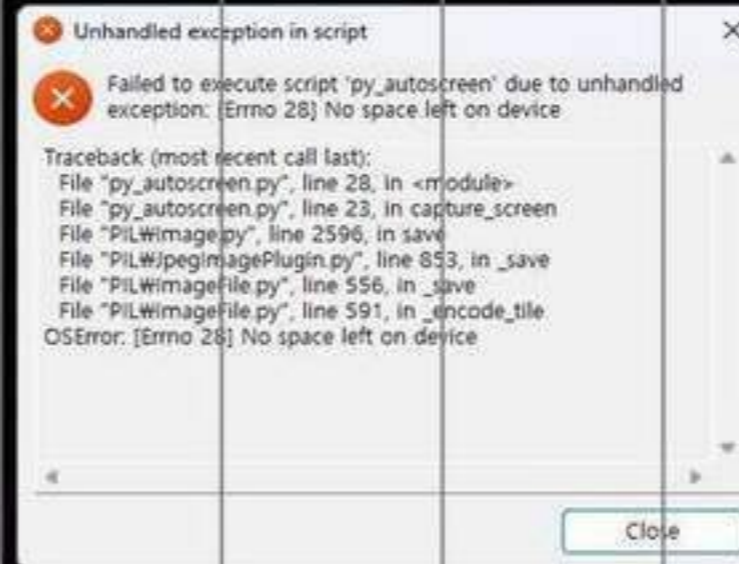 Unhandled exception in script
Failed to execute script 'py_autoscreen' due to unhandled
exception: [Errno 28] No space left on device
Traceback (most recent call last):
File "py_autoscreen.py", line 28, in <module>
File "py_autoscreen.py", line 23, in capture_screen
File "PIL₩Image.py", line 2596, in save
File "PIL₩JpegImagePlugin.py", line 853, in _save
File "PIL₩ImageFile.py", line 556, in _save
File "PIL₩ImageFile.py", line 591, in _encode_tile
OSError: [Errno 28] No space left on device
Close